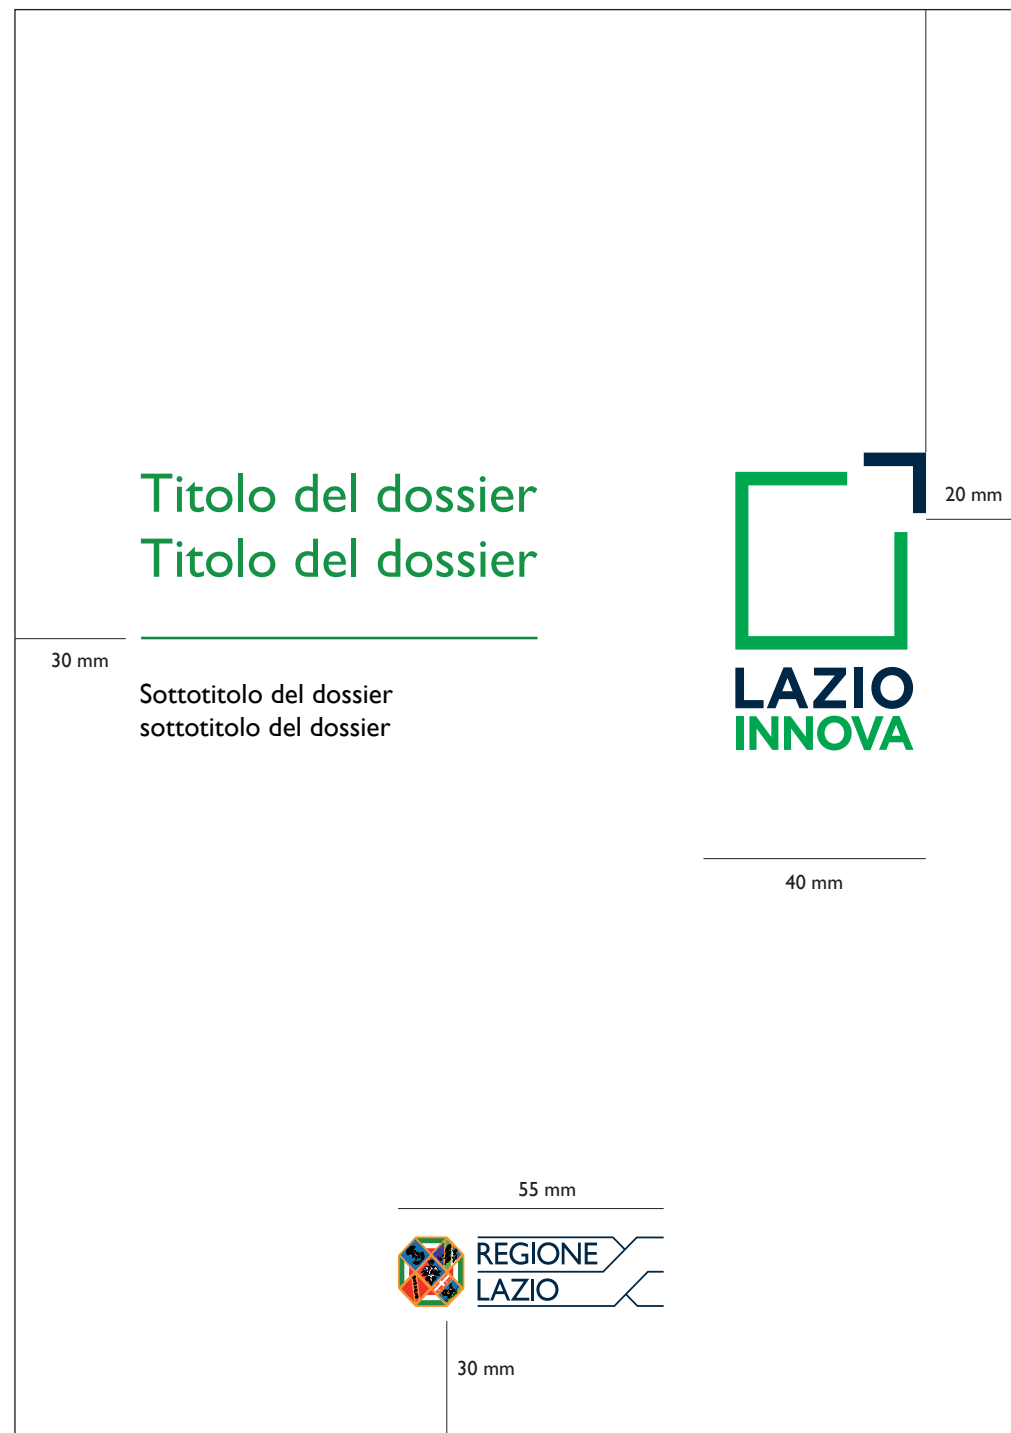 Titolo del dossier
Titolo del dossier
20 mm
30 mm
Sottotitolo del dossier
sottotitolo del dossier
LAZIO
INNOVA
40 mm
55 mm
REGIONE
LAZIO
30 mm